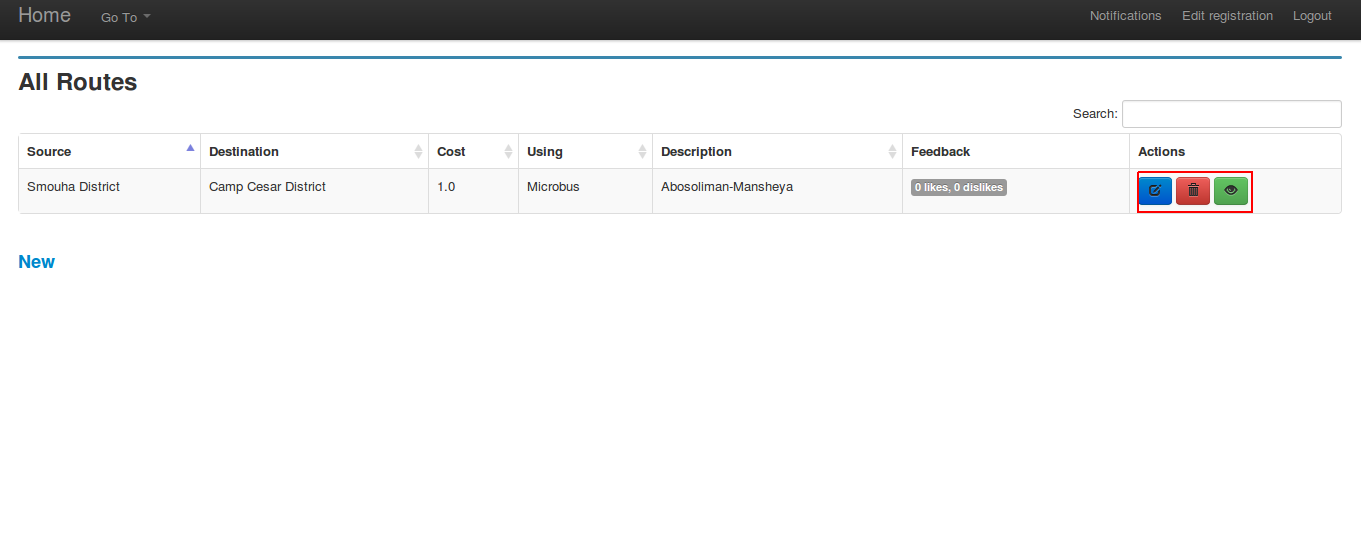 Home Go To Notifications Edit registration Logout
All Routes
Search:
Source Destination Cost Using Description Feedback Actions
Smouha District Camp Cesar District 1.0 Microbus Abosoliman-Mansheya 0 likes, 0 dislikes
New